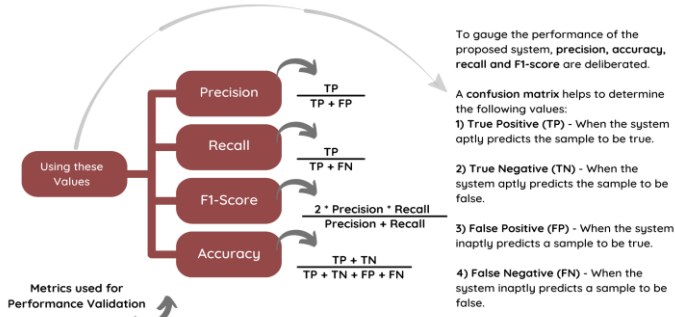 Using these
Values
Precision
TP
TP + FP
Recall
TP
TP + FN
F1-Score
2 * Precision * Recall
Precision + Recall
Accuracy
TP + TN
TP + TN + FP + FN
Metrics used for
Performance Validation
To gauge the performance of the
proposed system, precision, accuracy,
recall and F1-score are deliberated.
A confusion matrix helps to determine
the following values:
1) True Positive (TP) - When the system
aptly predicts the sample to be true.
2) True Negative (TN) - When the
system aptly predicts the sample to be
false.
3) False Positive (FP) - When the system
inaptly predicts a sample to be true.
4) False Negative (FN) - When the
system inaptly predicts a sample to be
false.